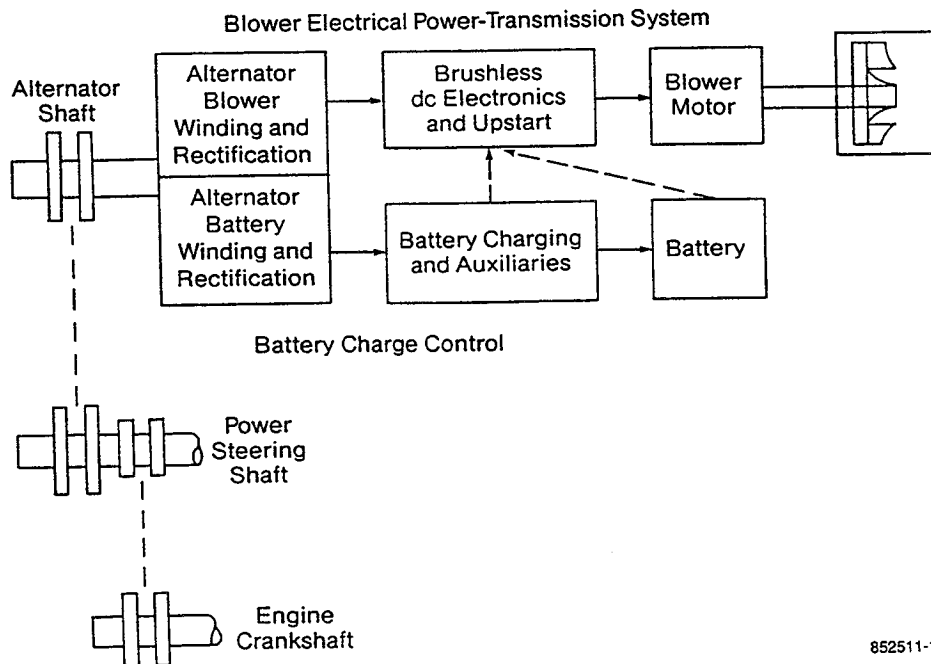 Blower Electrical Power-Transmission System
Alternator
Shaft
Alternator
Blower
Winding and
Rectification
Brushless
dc Electronics
and Upstart
Blower
Motor
Alternator
Battery
Winding and
Rectification
Battery Charging
and Auxiliaries
Battery
Battery Charge Control
Power
Steering
Shaft
Engine
Crankshaft